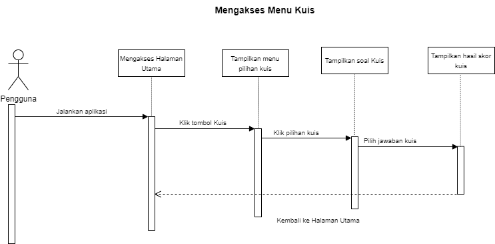 Mengakses Menu Kuis
Mengakses Halaman
Utama
Tampilkan menu
pilihan kuis
Tampilkan soal Kuis
Tampilkan hasil skor
kuis
Pengguna
Jalankan aplikasi
Klik tombol Kuis
Klik pilihan kuis
Pilih jawaban kuis
Kembali ke Halaman Utama